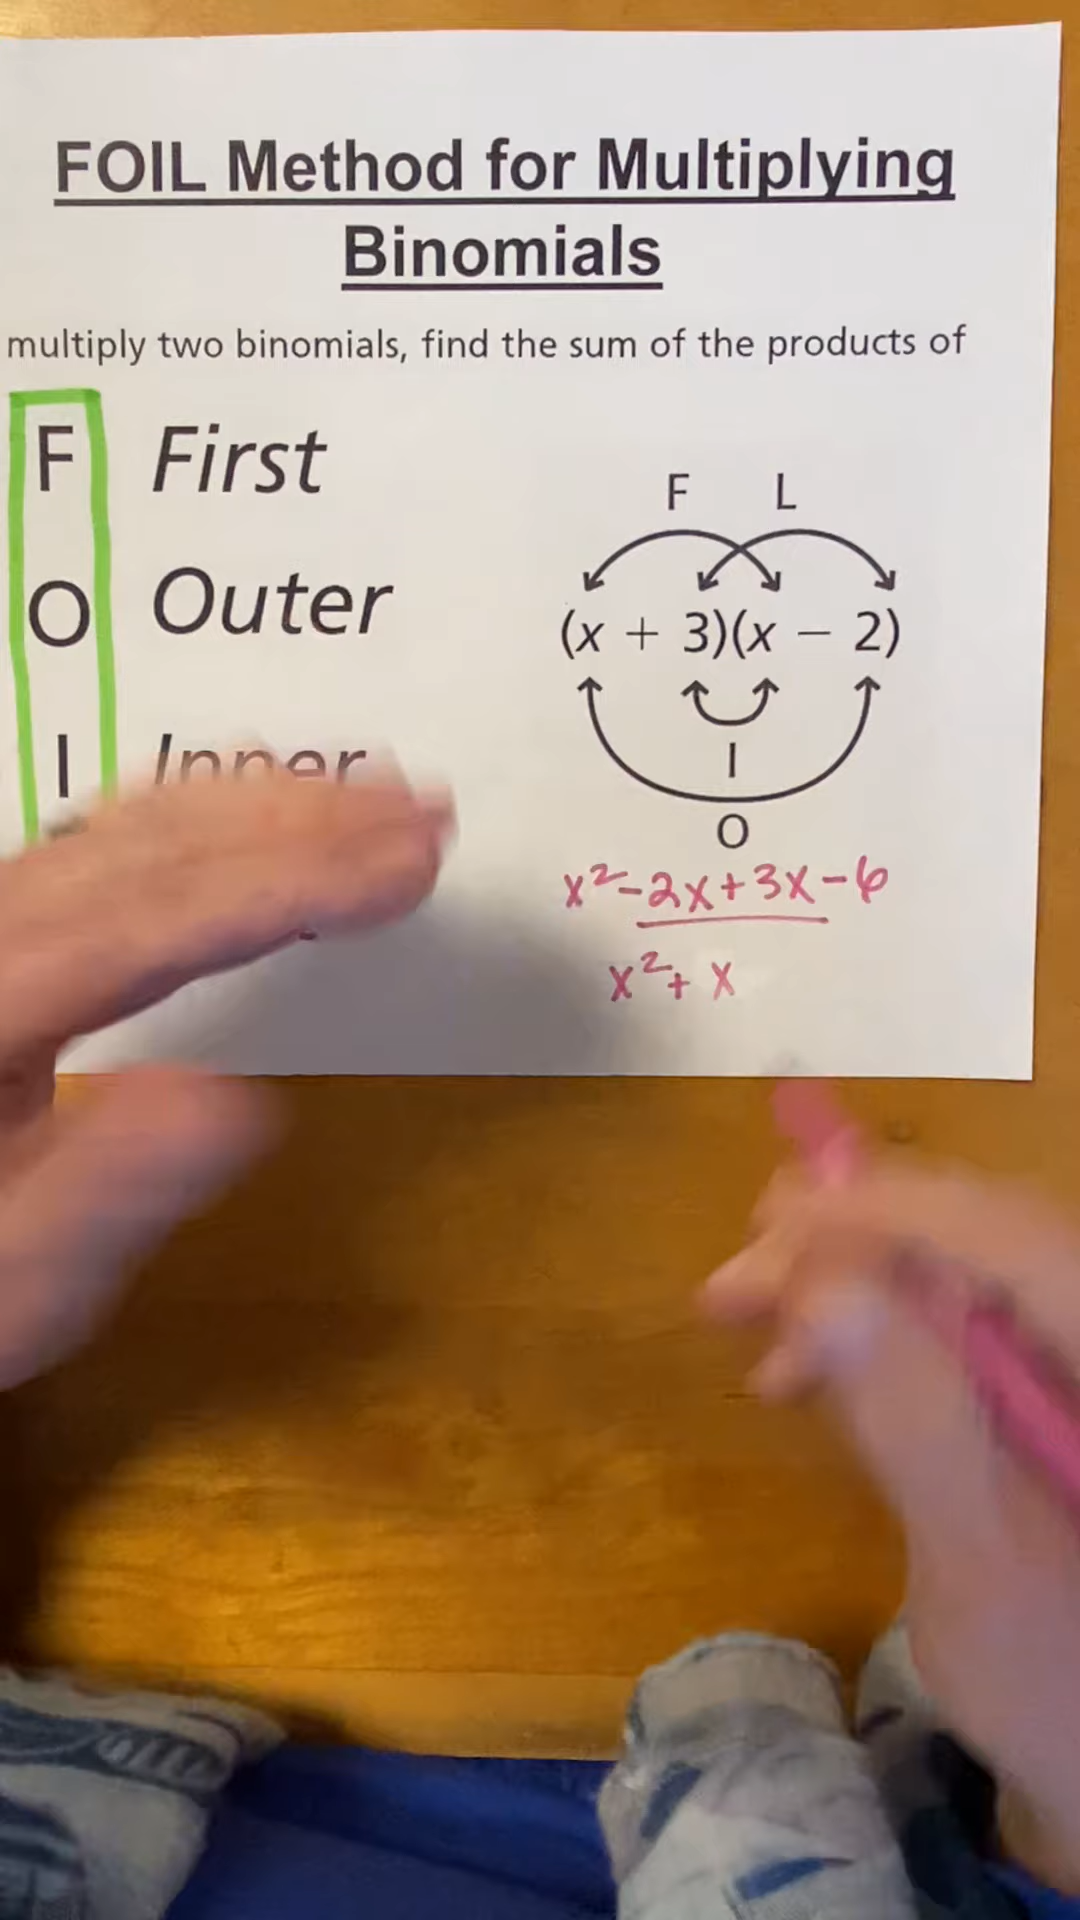 FOIL Method for Multiplying
Binomials
multiply two binomials, find the sum of the products of
F First
O Outer
I Inner
F L
(x + 3)(x − 2)
I
O
x²-2x+3x-6
x²+ x